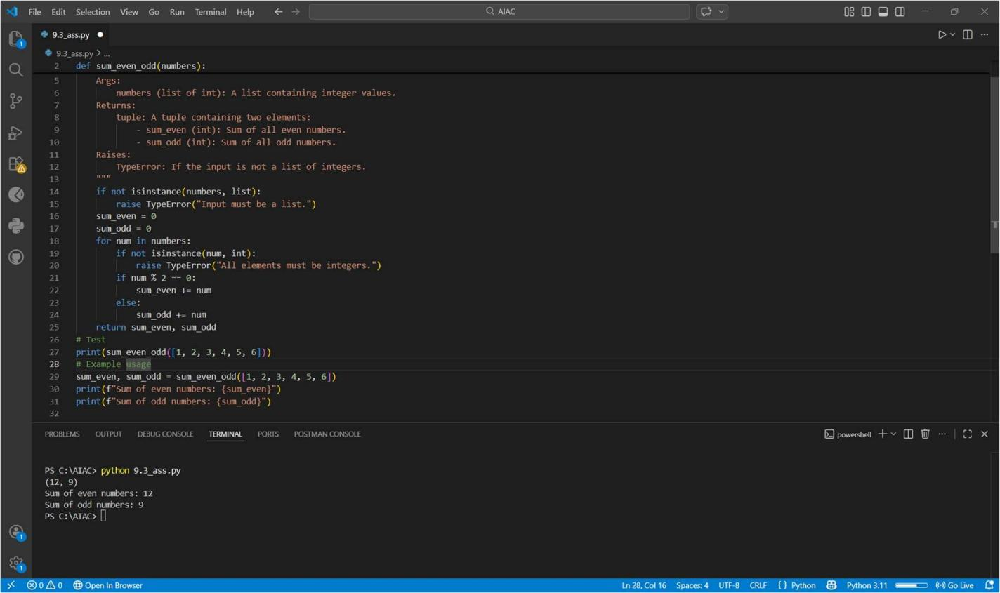 File Edit Selection View Go Run Terminal Help ← → AIAC
9.3_ass.py ●
9.3_ass.py > ...
2 def sum_even_odd(numbers):
5 Args:
6 numbers (list of int): A list containing integer values.
7 Returns:
8 tuple: A tuple containing two elements:
9 - sum_even (int): Sum of all even numbers.
10 - sum_odd (int): Sum of all odd numbers.
11 Raises:
12 TypeError: If the input is not a list of integers.
13 """
14 if not isinstance(numbers, list):
15 raise TypeError("Input must be a list.")
16 sum_even = 0
17 sum_odd = 0
18 for num in numbers:
19 if not isinstance(num, int):
20 raise TypeError("All elements must be integers.")
21 if num % 2 == 0:
22 sum_even += num
23 else:
24 sum_odd += num
25 return sum_even, sum_odd
26 # Test
27 print(sum_even_odd([1, 2, 3, 4, 5, 6]))
28 # Example usage
29 sum_even, sum_odd = sum_even_odd([1, 2, 3, 4, 5, 6])
30 print(f"Sum of even numbers: {sum_even}")
31 print(f"Sum of odd numbers: {sum_odd}")
32
PROBLEMS OUTPUT DEBUG CONSOLE TERMINAL PORTS POSTMAN CONSOLE powershell
PS C:\AIAC> python 9.3_ass.py
(12, 9)
Sum of even numbers: 12
Sum of odd numbers: 9
PS C:\AIAC>
0 0 Open In Browser Ln 28, Col 16 Spaces: 4 UTF-8 CRLF { } Python Python 3.11 Go Live